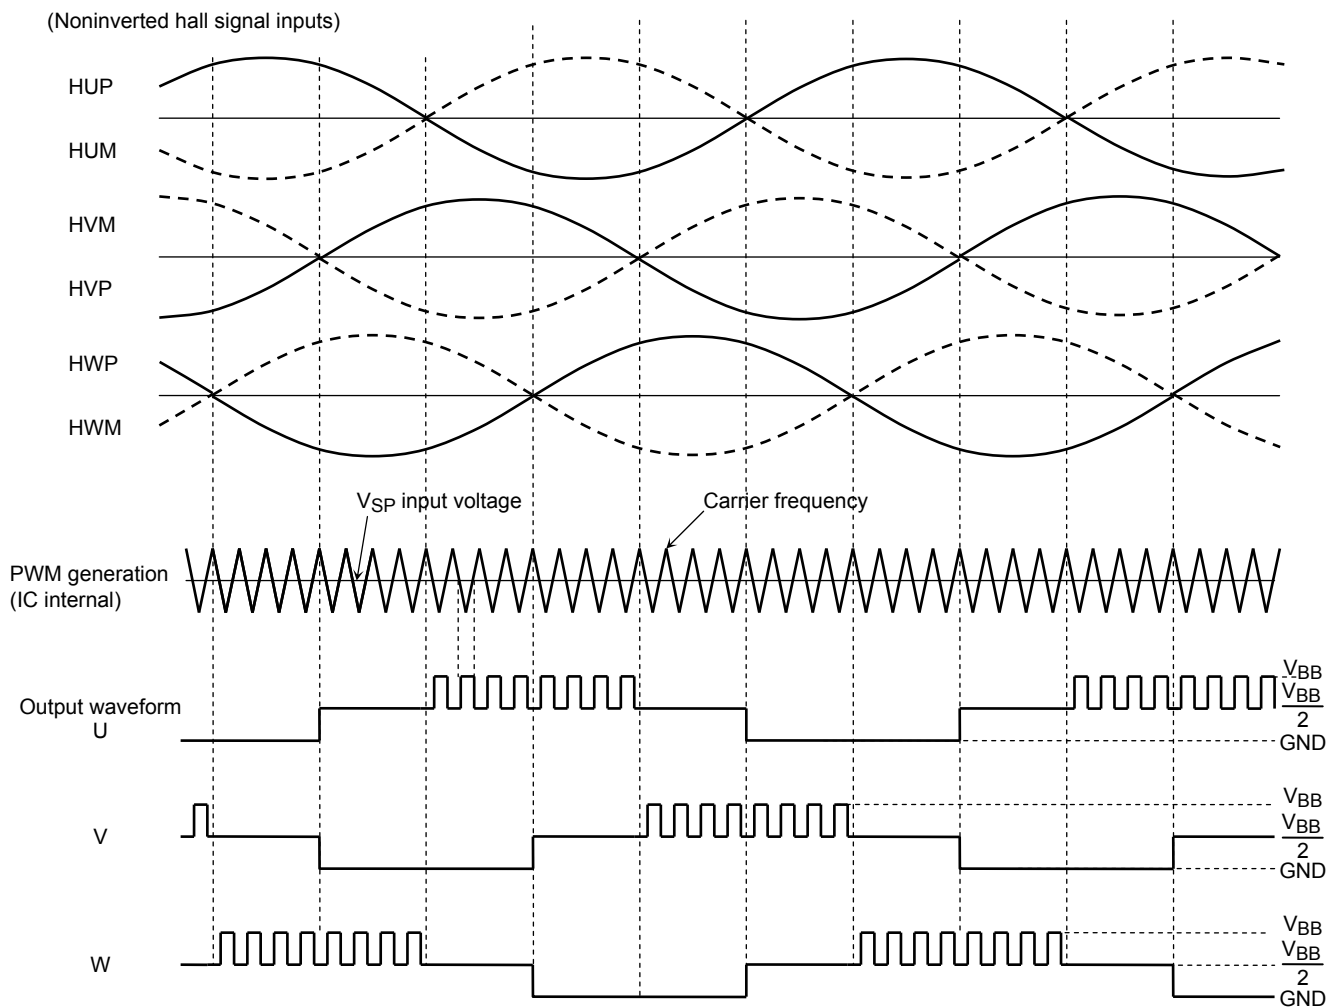 (Noninverted hall signal inputs)
HUP
HUM
HVM
HVP
HWP
HWM
VSP input voltage
Carrier frequency
PWM generation
(IC internal)
Output waveform
U
VBB
VBB
2
GND
V
VBB
VBB
2
GND
W
VBB
VBB
2
GND